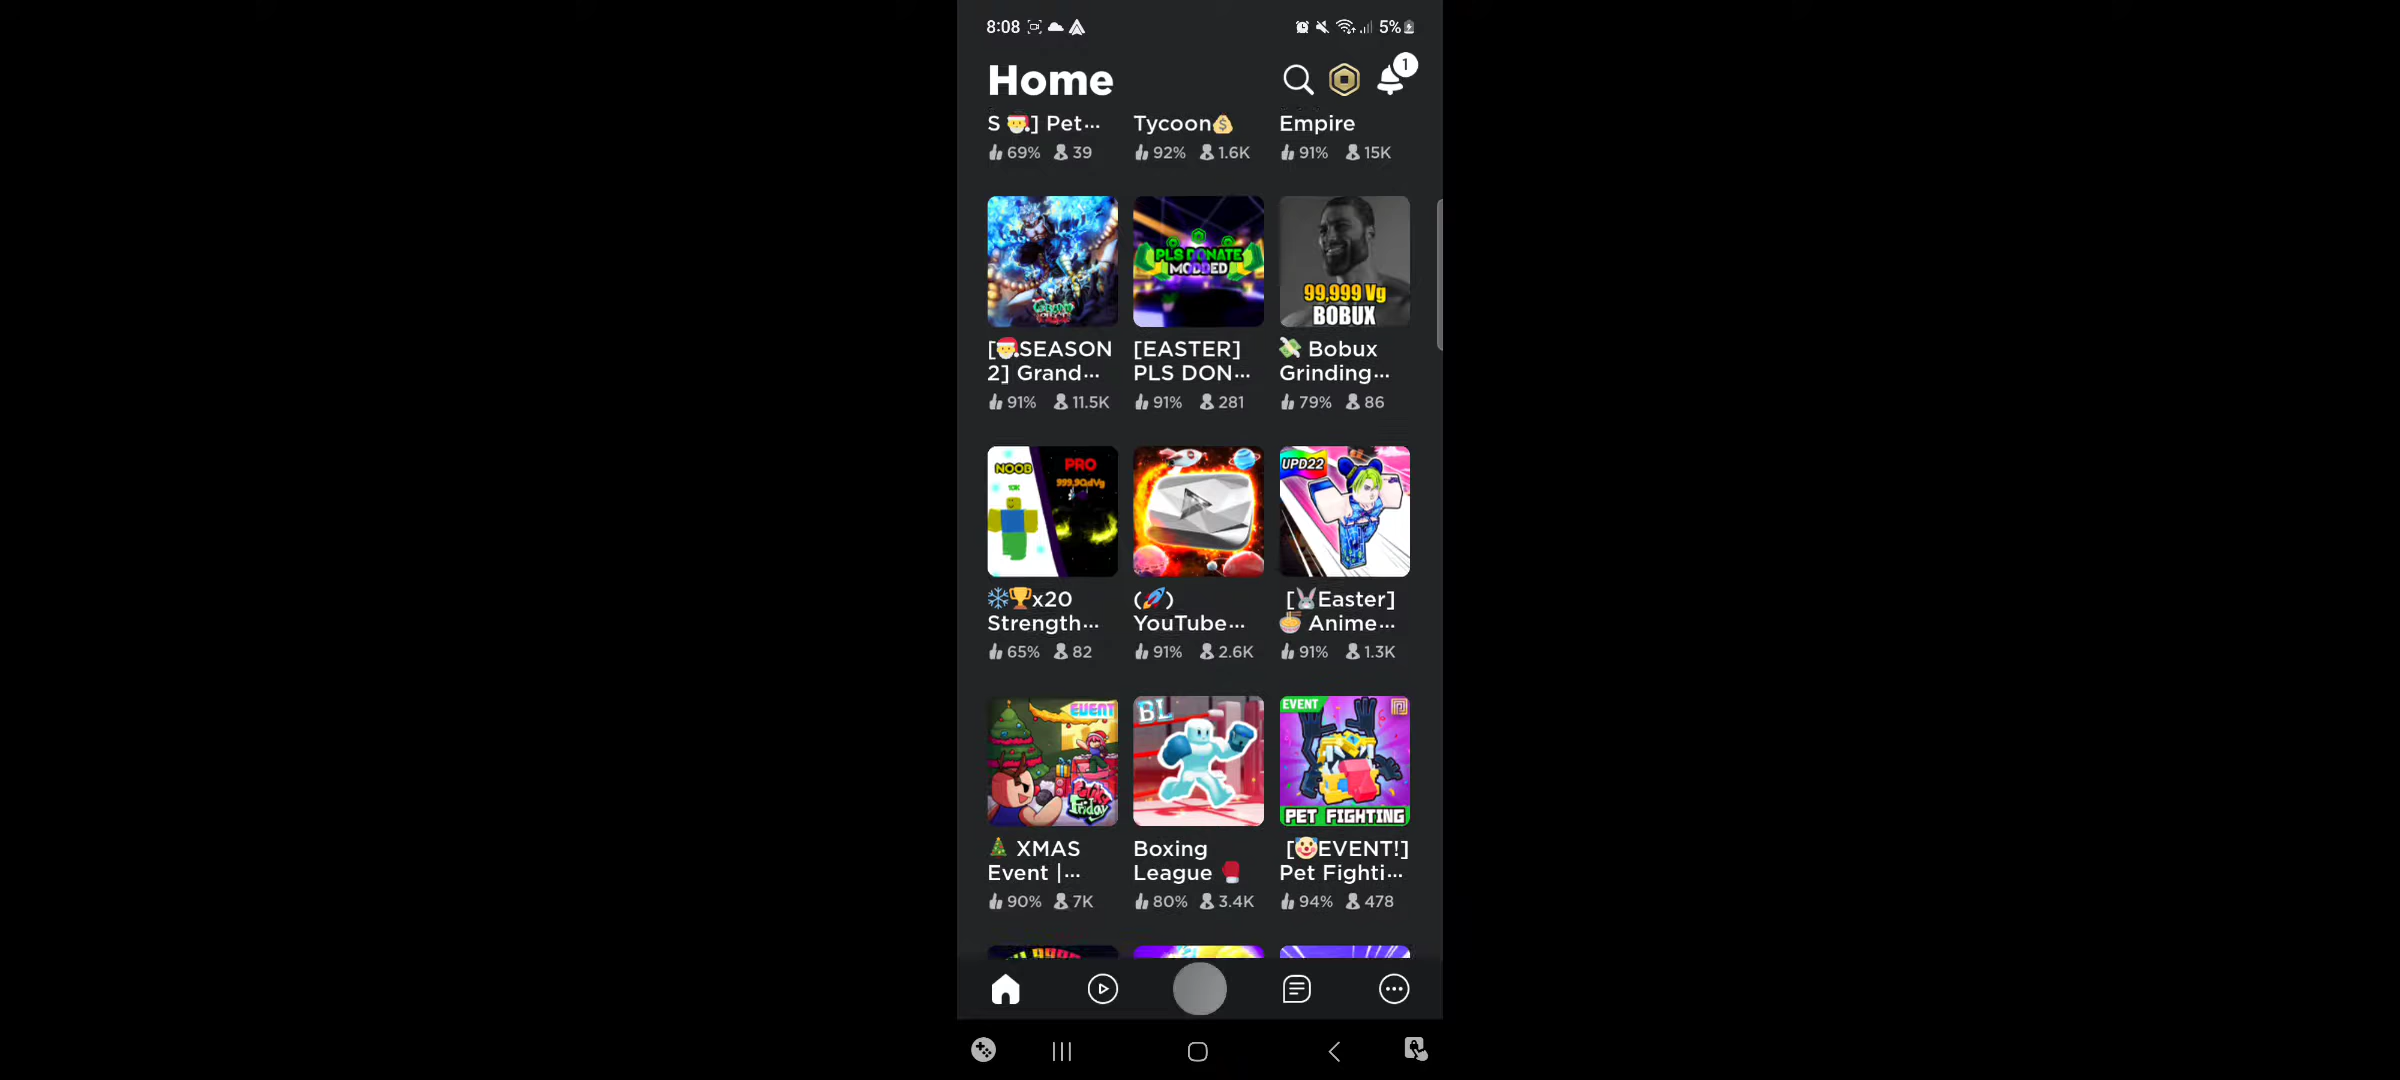 8:08
5%
Home
1
S 🎅] Pet...
Tycoon💰
Empire
69% 39
92% 1.6K
91% 15K
PLS DONATE
MODDED
99,999 Vg
BOBUX
[🎅SEASON
2] Grand...
[EASTER]
PLS DON...
💸 Bobux
Grinding...
91% 11.5K
91% 281
79% 86
NOOB
10K
PRO
UPD22
❄️🏆x20
Strength...
(🚀)
YouTube...
[🐰Easter]
🍜 Anime...
65% 82
91% 2.6K
91% 1.3K
EVENT
Funky
Friday
BL
EVENT
PET FIGHTING
🎄 XMAS
Event |...
Boxing
League 🥊
[🤡EVENT!]
Pet Fighti...
90% 7K
80% 3.4K
94% 478